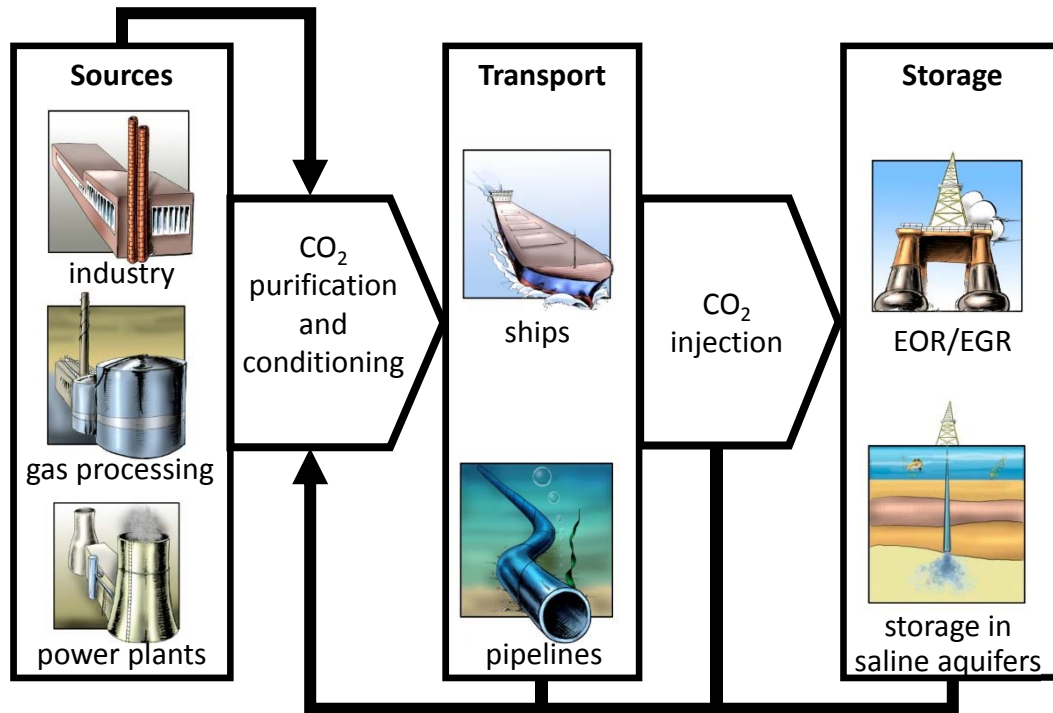 Sources
industry
gas processing
power plants
CO₂
purification
and
conditioning
Transport
ships
pipelines
CO₂
injection
Storage
EOR/EGR
storage in
saline aquifers